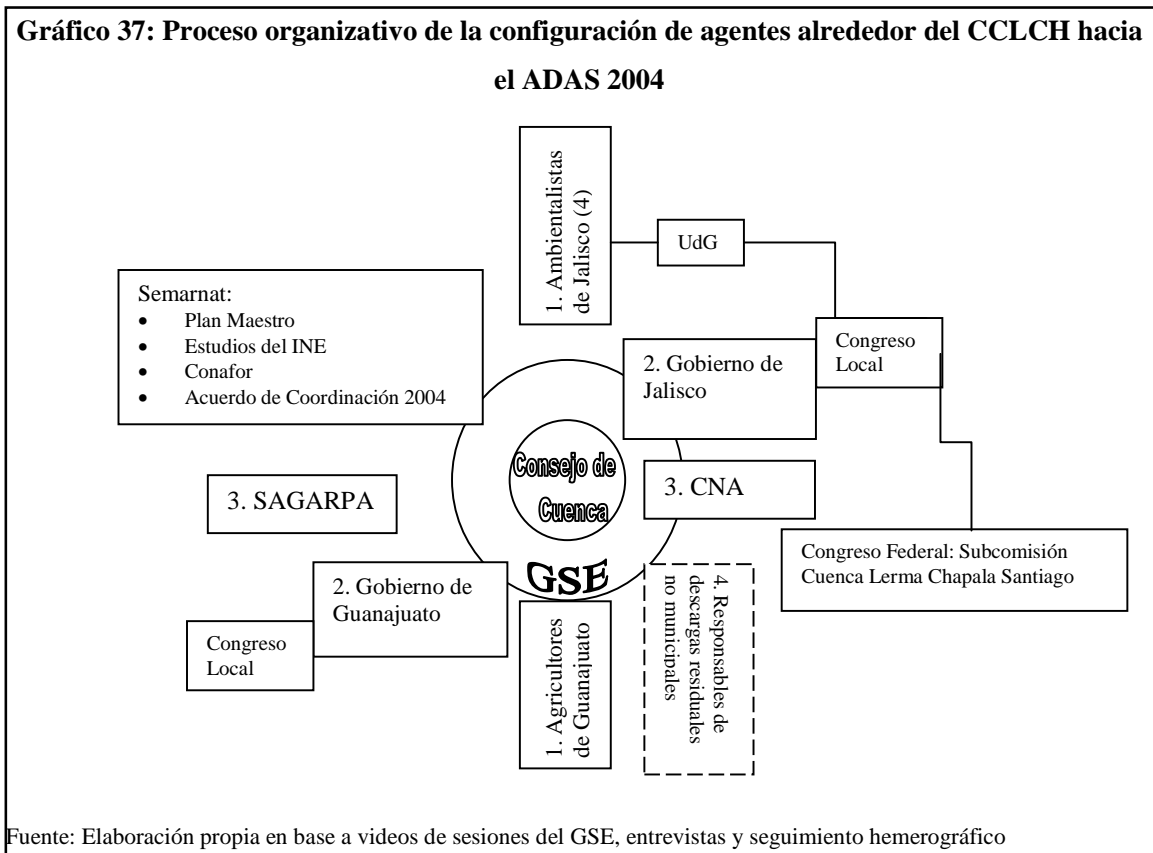 Gráfico 37: Proceso organizativo de la configuración de agentes alrededor del CCLCH hacia
el ADAS 2004
1. Ambientalistas
de Jalisco (4)
UdG
Semarnat:
• Plan Maestro
• Estudios del INE
• Conafor
• Acuerdo de Coordinación 2004
Congreso
Local
2. Gobierno de
Jalisco
Consejo de
Cuenca
3. SAGARPA
3. CNA
Congreso Federal: Subcomisión
Cuenca Lerma Chapala Santiago
GSE
2. Gobierno de
Guanajuato
Congreso
Local
1. Agricultores
de Guanajuato
4. Responsables de
descargas residuales
no municipales
Fuente: Elaboración propia en base a videos de sesiones del GSE, entrevistas y seguimiento hemerográfico